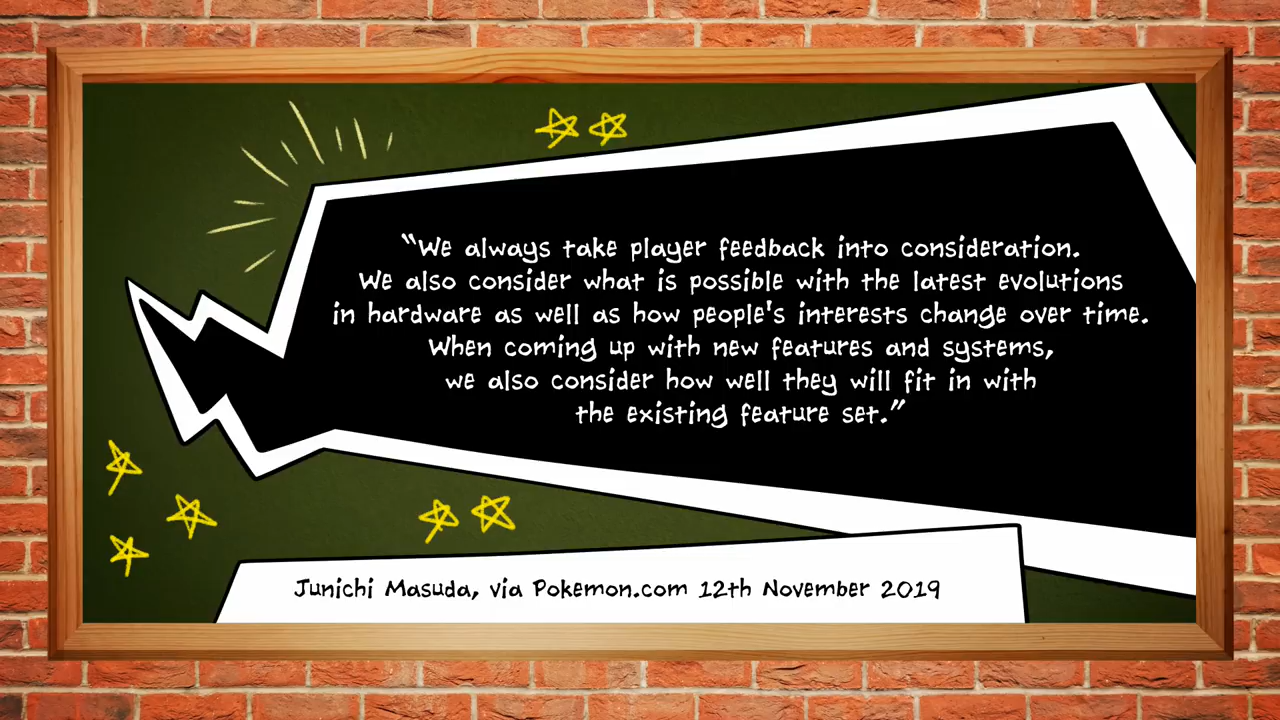 “We always take player feedback into consideration.
We also consider what is possible with the latest evolutions
in hardware as well as how people's interests change over time.
When coming up with new features and systems,
we also consider how well they will fit in with
the existing feature set.”
Junichi Masuda, via Pokemon.com 12th November 2019